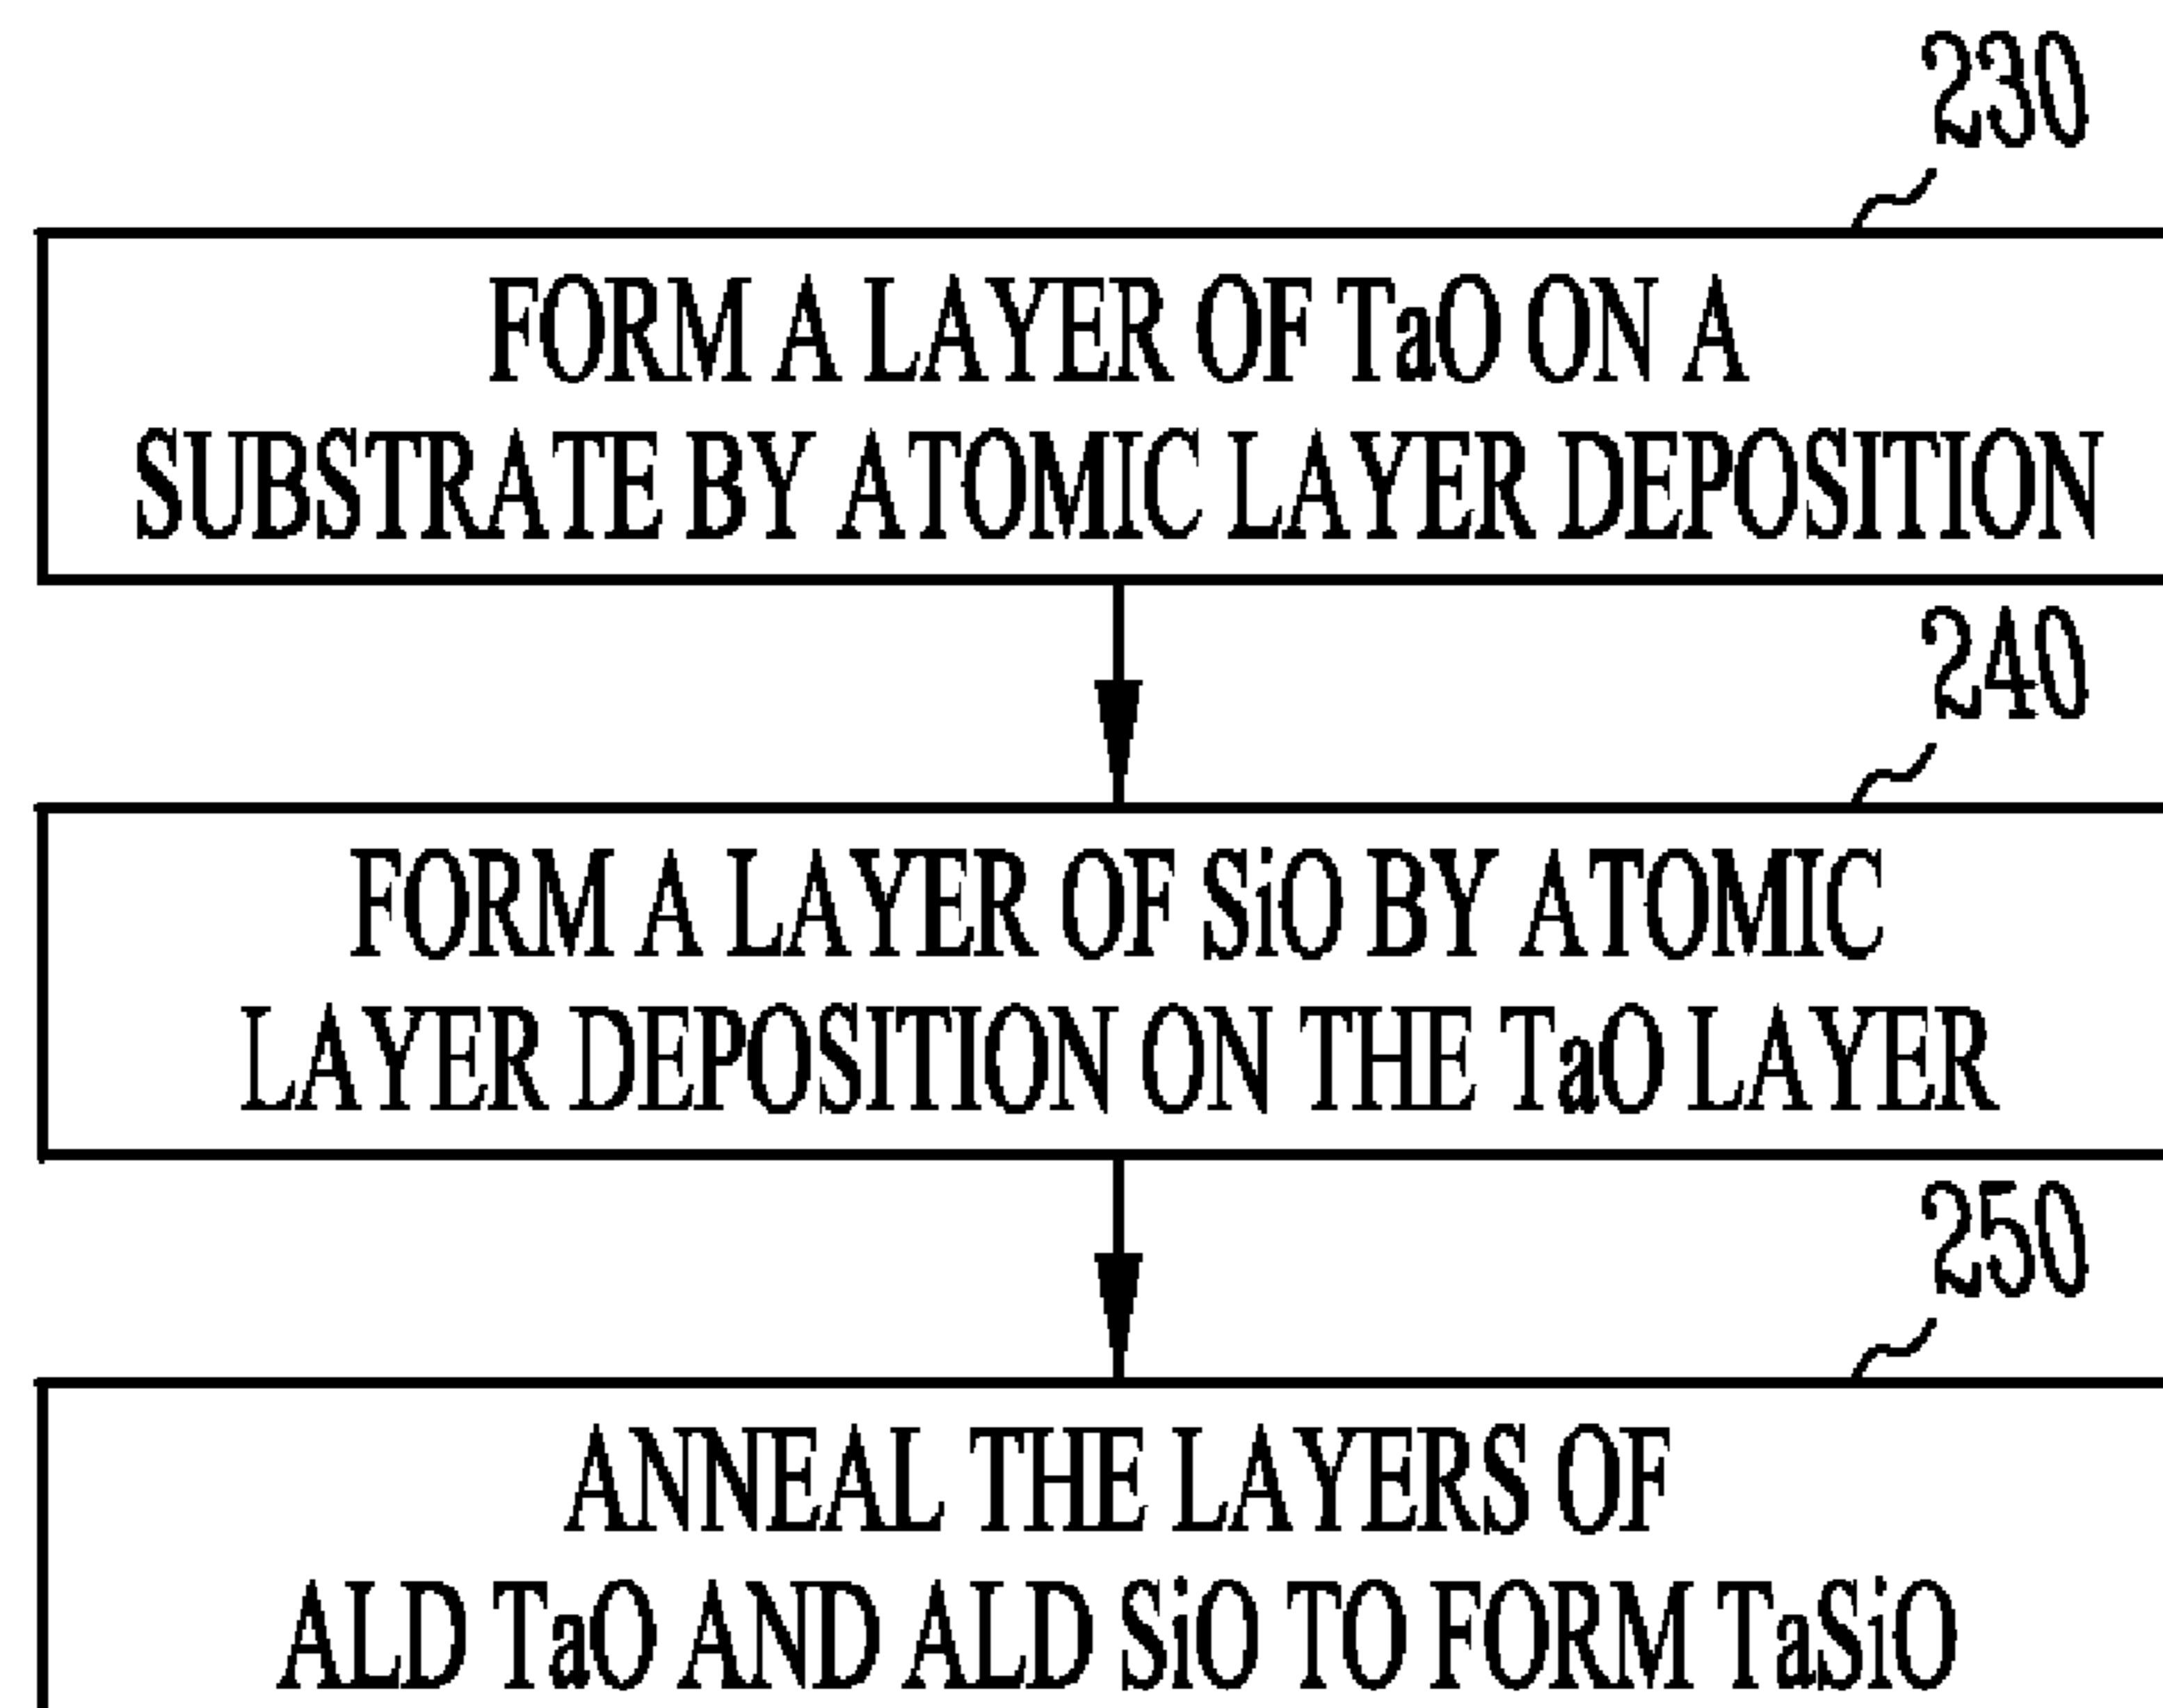 230
FORM A LAYER OF TaO ON A
SUBSTRATE BY ATOMIC LAYER DEPOSITION
240
FORM A LAYER OF SiO BY ATOMIC
LAYER DEPOSITION ON THE TaO LAYER
250
ANNEAL THE LAYERS OF
ALD TaO AND ALD SiO TO FORM TaSiO